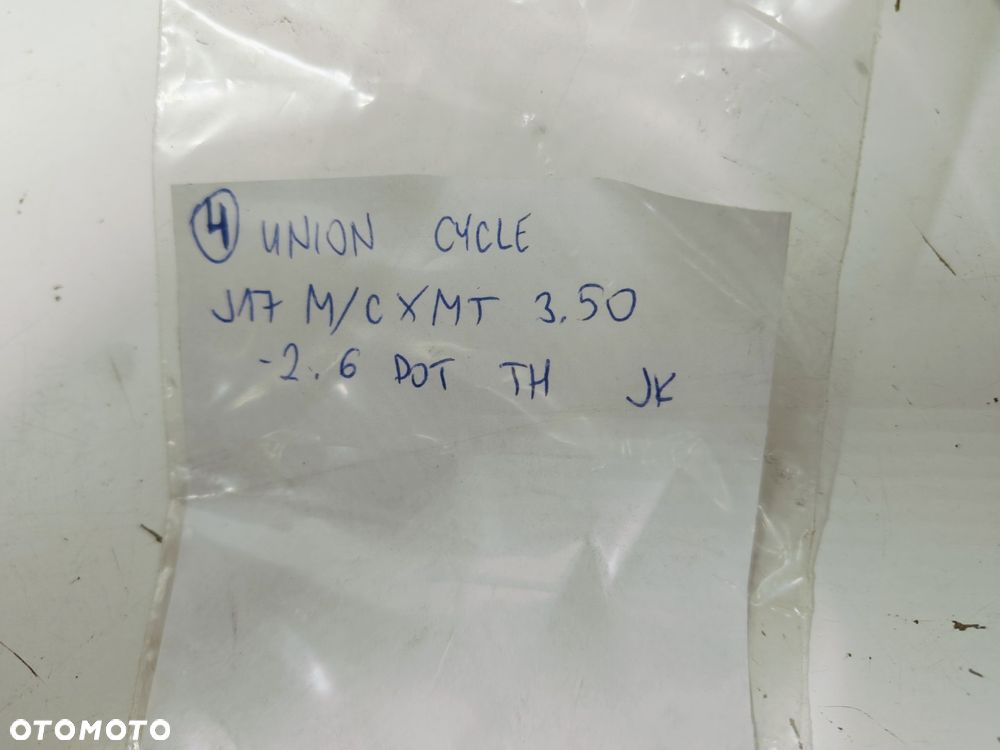 4 UNION CYCLE
J17 M/C XMT 3.50
-2.6 DOT TH JK
OTOMOTO